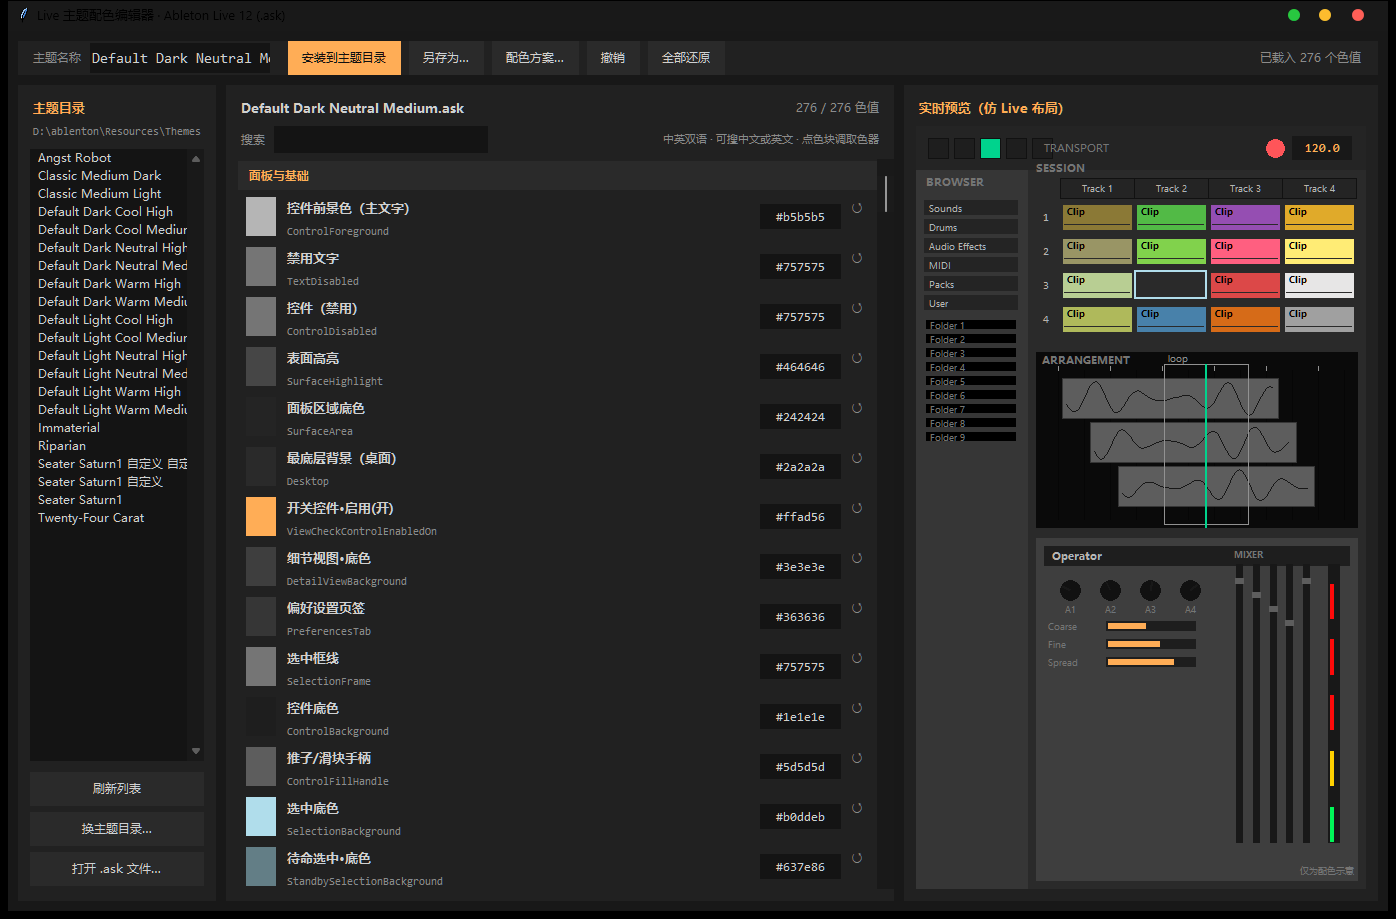 Live 主题配色编辑器 · Ableton Live 12 (.ask)
主题名称
Default Dark Neutral Me
安装到主题目录
另存为...
配色方案...
撤销
全部还原
已载入 276 个色值
主题目录
D:\ablenton\Resources\Themes
Angst Robot
Classic Medium Dark
Classic Medium Light
Default Dark Cool High
Default Dark Cool Medium
Default Dark Neutral High
Default Dark Neutral Med
Default Dark Warm High
Default Dark Warm Mediu
Default Light Cool High
Default Light Cool Medium
Default Light Neutral High
Default Light Neutral Med
Default Light Warm High
Default Light Warm Mediu
Immaterial
Riparian
Seater Saturn1 自定义 自定
Seater Saturn1 自定义
Seater Saturn1
Twenty-Four Carat
刷新列表
换主题目录...
打开 .ask 文件...
Default Dark Neutral Medium.ask
276 / 276 色值
搜索
中英双语 · 可搜中文或英文 · 点色块调取色器
面板与基础
控件前景色（主文字）
ControlForeground
#b5b5b5
禁用文字
TextDisabled
#757575
控件（禁用）
ControlDisabled
#757575
表面高亮
SurfaceHighlight
#464646
面板区域底色
SurfaceArea
#242424
最底层背景（桌面）
Desktop
#2a2a2a
开关控件•启用(开)
ViewCheckControlEnabledOn
#ffad56
细节视图•底色
DetailViewBackground
#3e3e3e
偏好设置页签
PreferencesTab
#363636
选中框线
SelectionFrame
#757575
控件底色
ControlBackground
#1e1e1e
推子/滑块手柄
ControlFillHandle
#5d5d5d
选中底色
SelectionBackground
#b0ddeb
待命选中•底色
StandbySelectionBackground
#637e86
实时预览（仿 Live 布局）
TRANSPORT
120.0
BROWSER
Sounds
Drums
Audio Effects
MIDI
Packs
User
Folder 1
Folder 2
Folder 3
Folder 4
Folder 5
Folder 6
Folder 7
Folder 8
Folder 9
SESSION
Track 1 Track 2 Track 3 Track 4
1 Clip Clip Clip Clip
2 Clip Clip Clip Clip
3 Clip Clip Clip
4 Clip Clip Clip Clip
ARRANGEMENT
loop
Operator
MIXER
A1 A2 A3 A4
Coarse
Fine
Spread
仅为配色示意